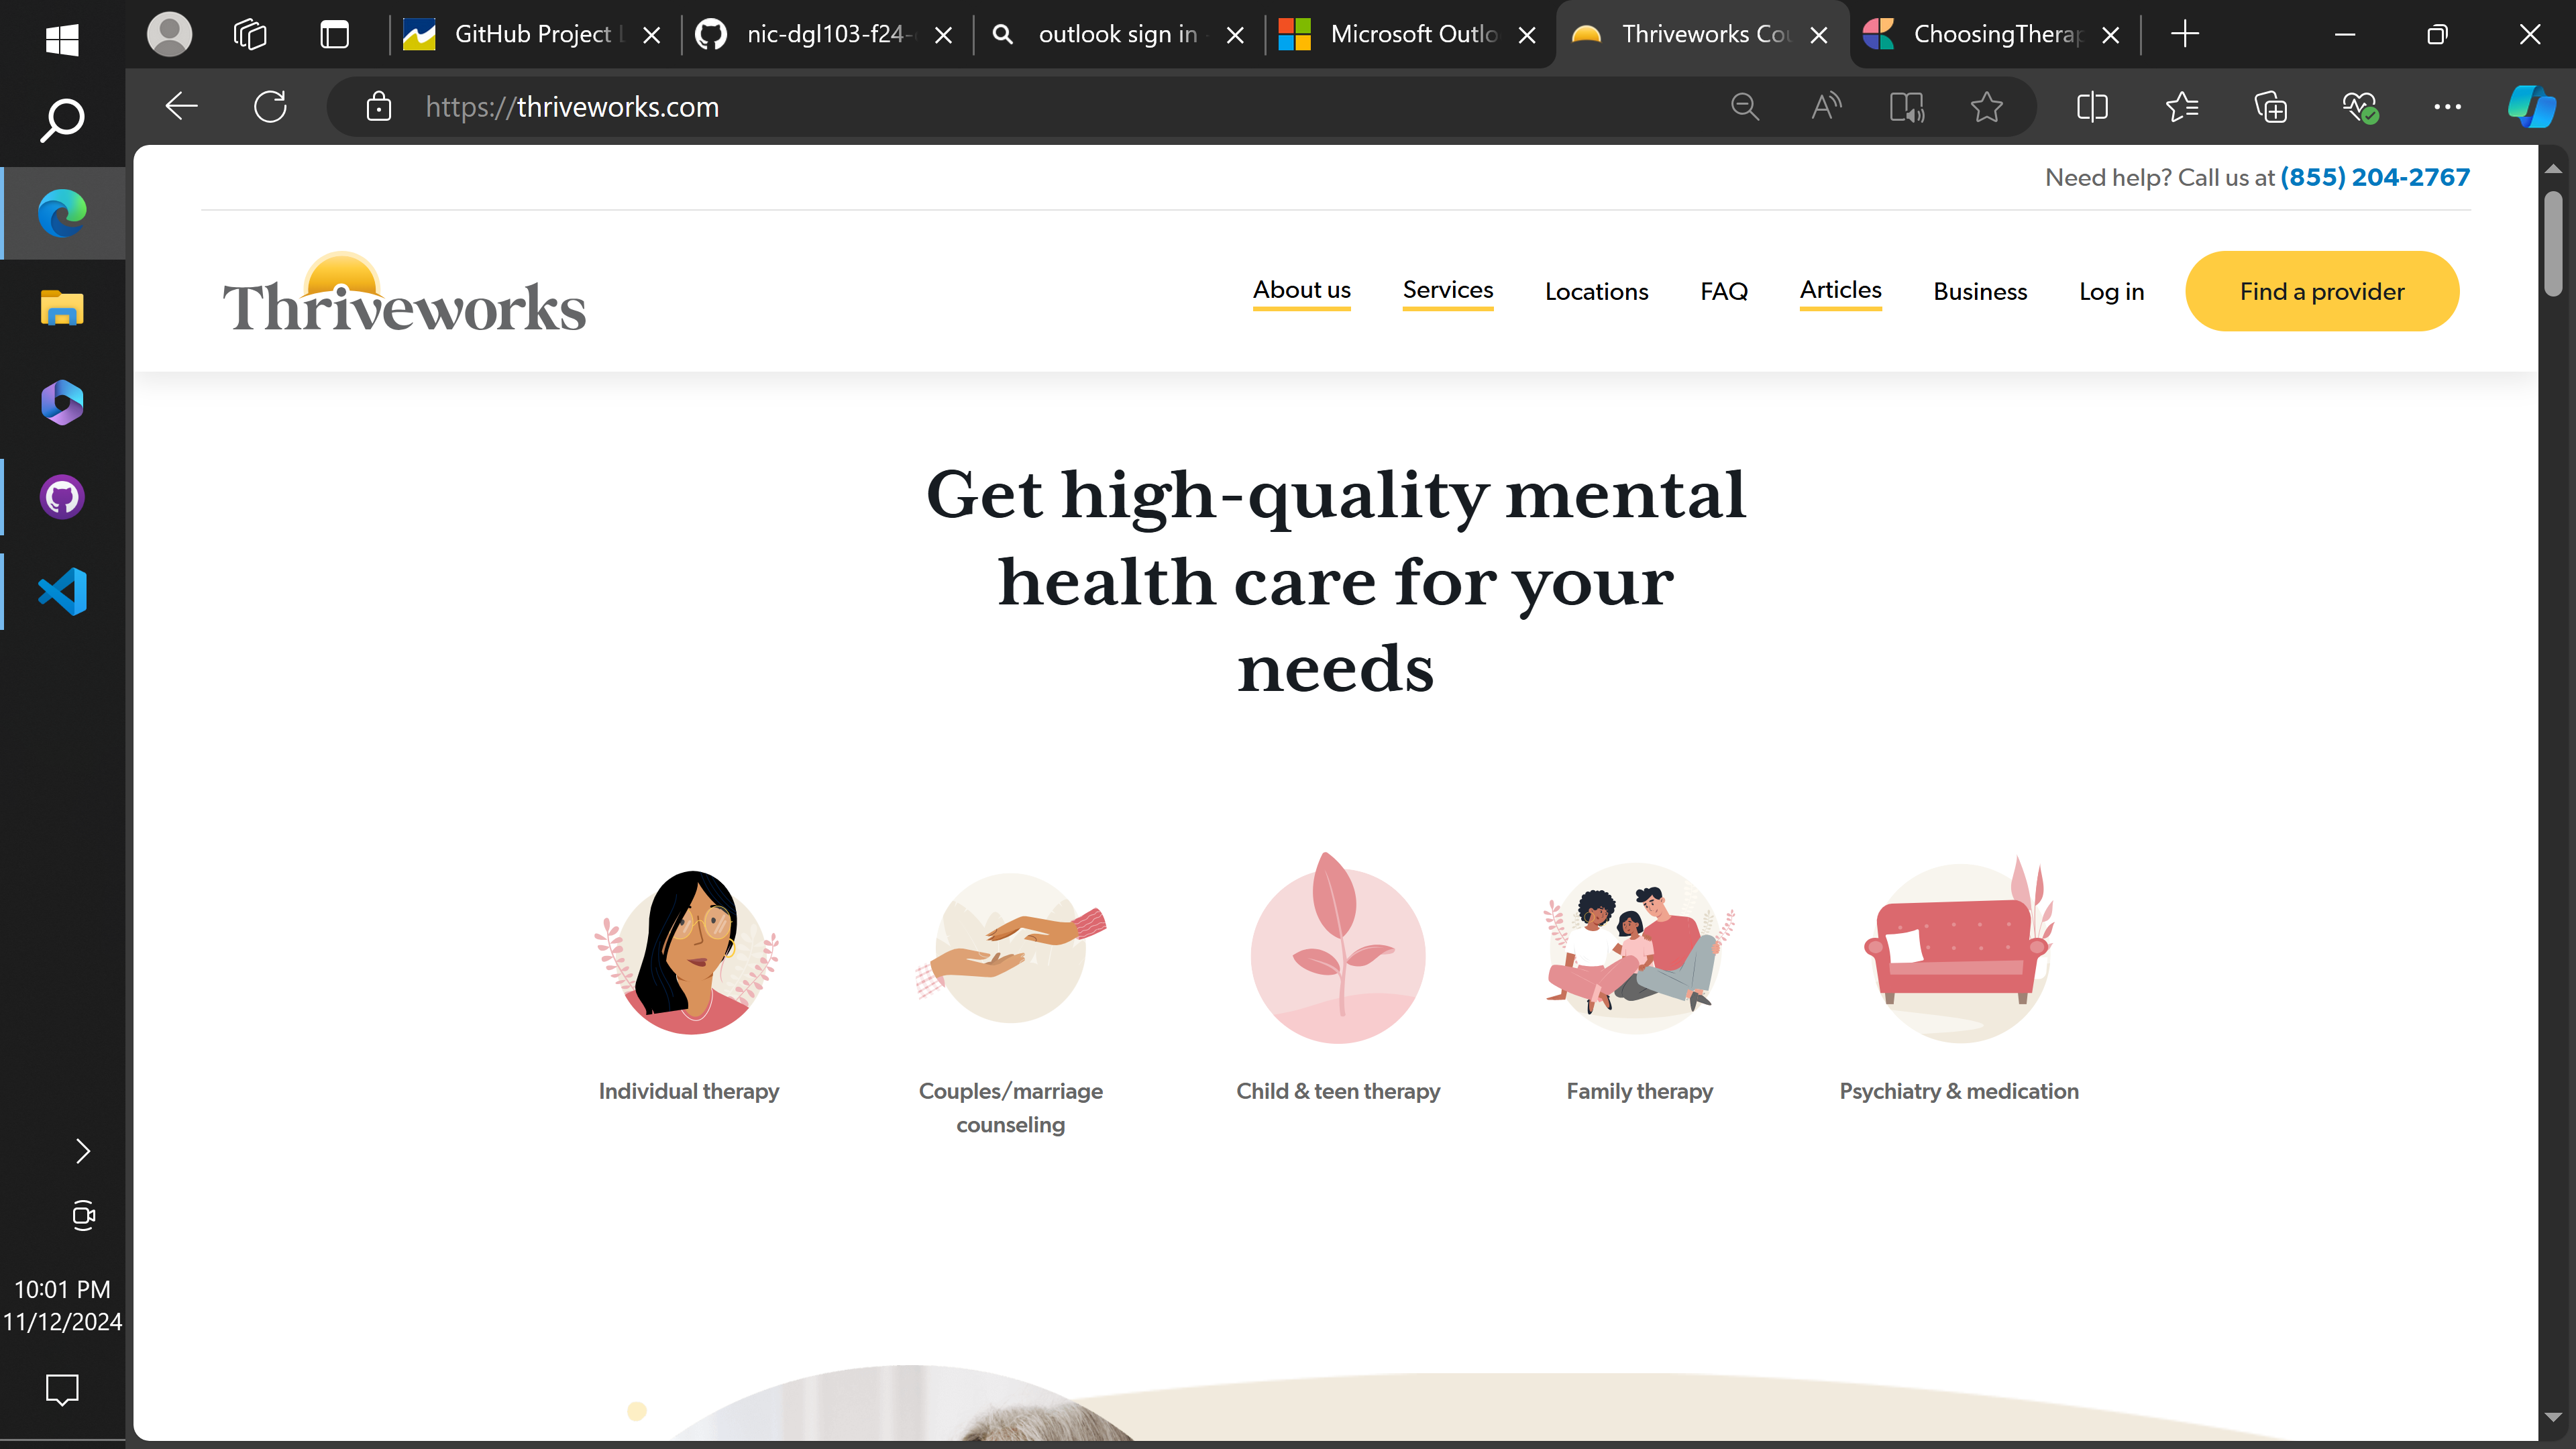 GitHub Project
nic-dgl103-f24-
outlook sign in
Microsoft Outlo
Thriveworks Cou
ChoosingTherap
https://thriveworks.com
Need help? Call us at (855) 204-2767
Thriveworks
About us
Services
Locations
FAQ
Articles
Business
Log in
Find a provider
Get high-quality mental
health care for your
needs
Individual therapy
Couples/marriage
counseling
Child & teen therapy
Family therapy
Psychiatry & medication
10:01 PM
11/12/2024